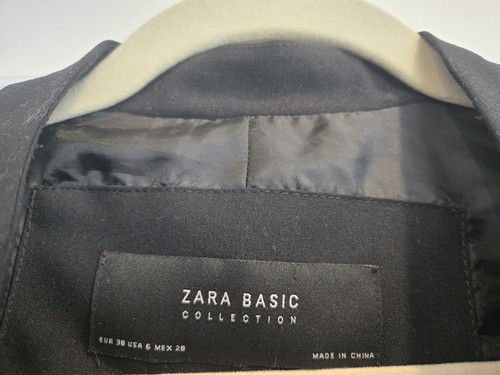 ZARA BASIC
COLLECTION
EUR 38 USA 6 MEX 28
MADE IN CHINA